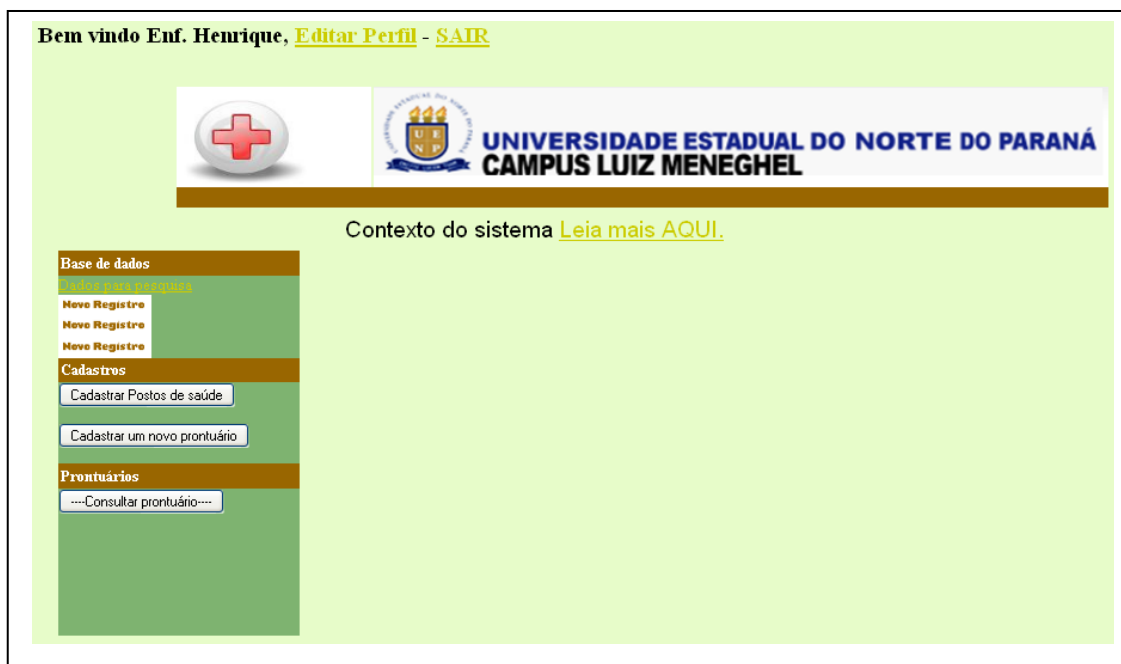 Bem vindo Enf. Henrique, Editar Perfil - SAIR
UNIVERSIDADE ESTADUAL DO NORTE DO PARANÁ
CAMPUS LUIZ MENEGHEL
U E
N P
Contexto do sistema Leia mais AQUI.
Base de dados
Dados para pesquisa
Novo Registro
Novo Registro
Novo Registro
Cadastros
Cadastrar Postos de saúde
Cadastrar um novo prontuário
Prontuários
----Consultar prontuário----